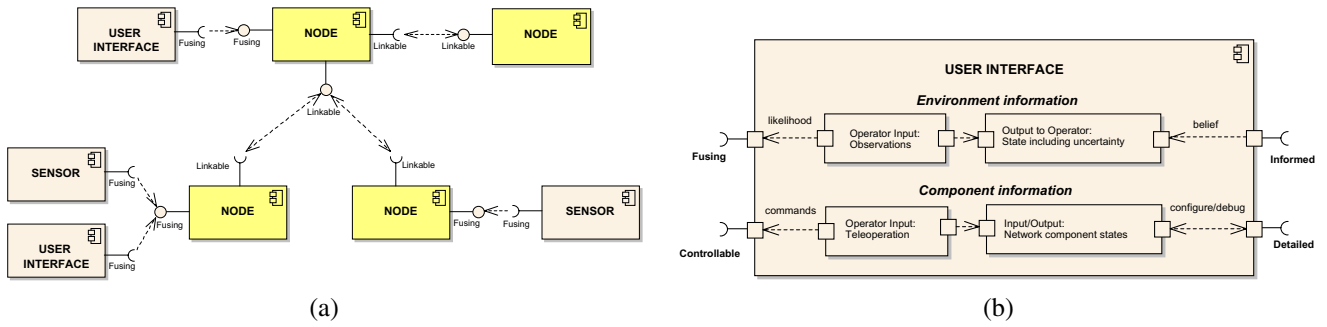 USER
INTERFACE
Fusing
Fusing
NODE
Linkable
Linkable
NODE
Linkable
Linkable
Linkable
SENSOR
Fusing
Fusing
NODE
USER
INTERFACE
Fusing
NODE
Fusing
Fusing
SENSOR
(a)
USER INTERFACE
Environment information
likelihood
Operator Input:
Observations
Output to Operator:
State including uncertainty
belief
Fusing
Informed
Component information
commands
Operator Input:
Teleoperation
Input/Output:
Network component states
configure/debug
Controllable
Detailed
(b)